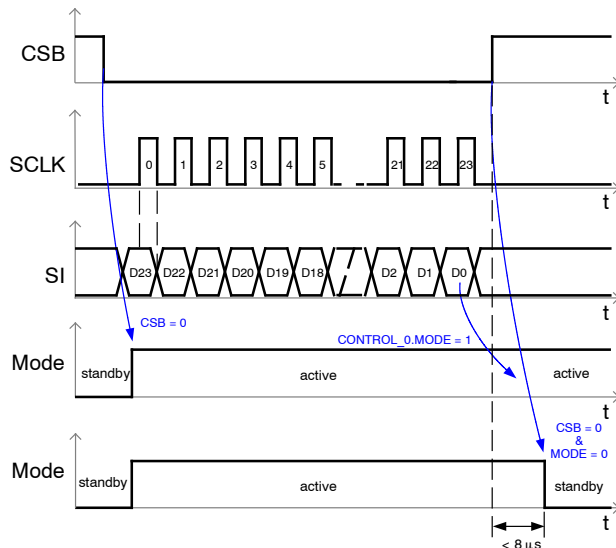 CSB
t
SCLK
0 1 2 3 4 5 21 22 23
t
SI
D23 D22 D21 D20 D19 D18 D2 D1 D0
t
CSB = 0
CONTROL_0.MODE = 1
Mode
standby active active
t
CSB = 0
&
MODE = 0
Mode
standby active standby
t
< 8 µs